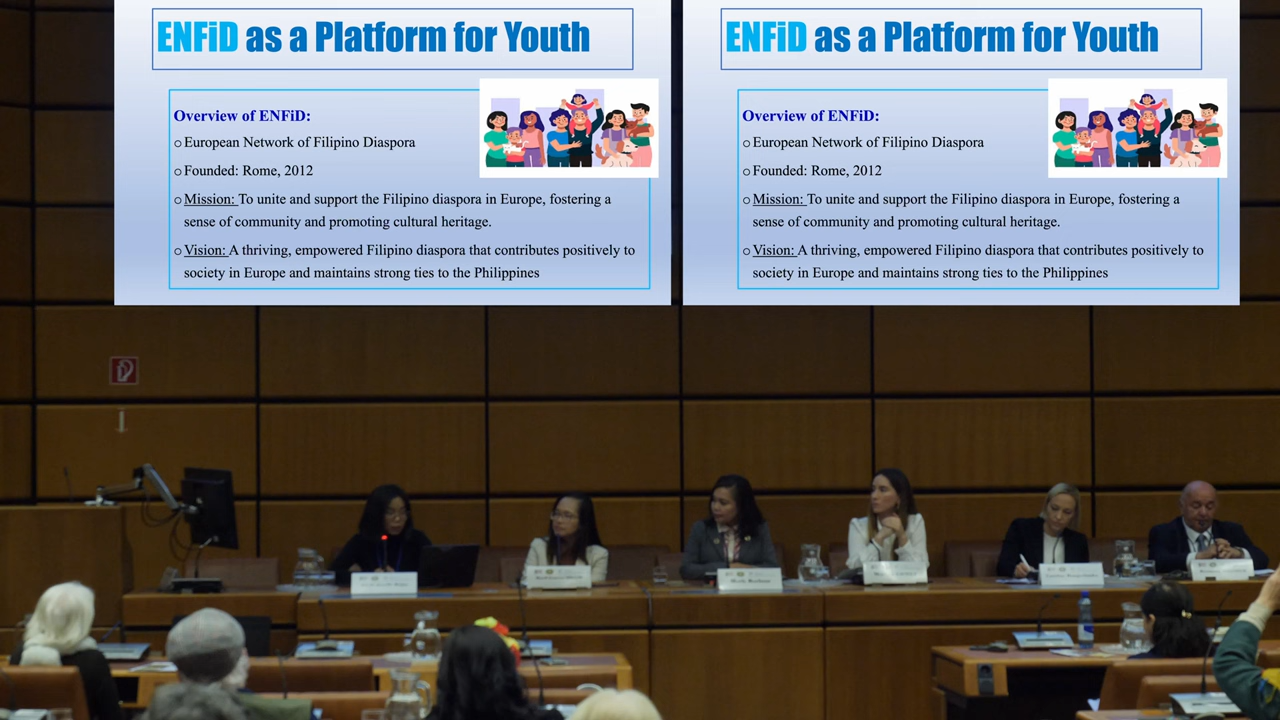 ENFiD as a Platform for Youth
Overview of ENFiD:
○ European Network of Filipino Diaspora
○ Founded: Rome, 2012
○ Mission: To unite and support the Filipino diaspora in Europe, fostering a
sense of community and promoting cultural heritage.
○ Vision: A thriving, empowered Filipino diaspora that contributes positively to
society in Europe and maintains strong ties to the Philippines
ENFiD as a Platform for Youth
Overview of ENFiD:
○ European Network of Filipino Diaspora
○ Founded: Rome, 2012
○ Mission: To unite and support the Filipino diaspora in Europe, fostering a
sense of community and promoting cultural heritage.
○ Vision: A thriving, empowered Filipino diaspora that contributes positively to
society in Europe and maintains strong ties to the Philippines